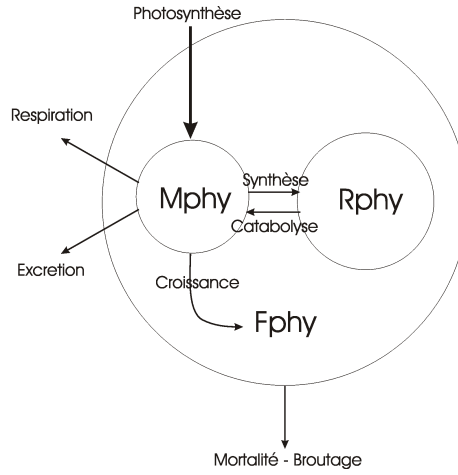 Photosynthèse
Respiration
Synthèse
Mphy
Rphy
Catabolyse
Excretion
Croissance
Fphy
Mortalité - Broutage